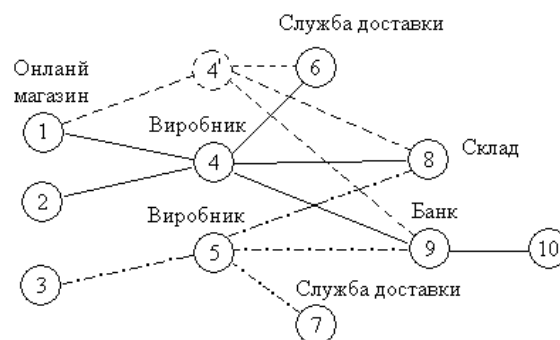 Служба доставки
Онланй
магазин
4'
6
1
Виробник
4
8
Склад
2
Виробник
Банк
5
9
10
3
Служба доставки
7